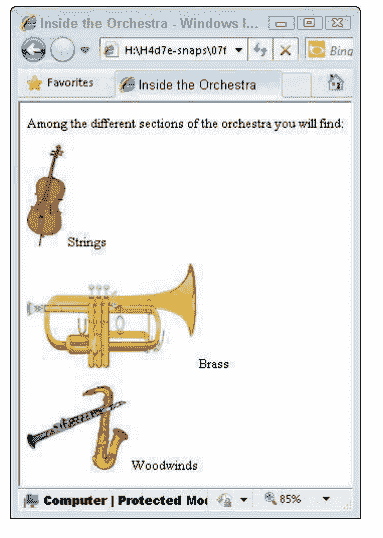 Inside the Orchestra - Windows I...
H:\H4d7e-snaps\07f
Bing
Favorites
Inside the Orchestra
Among the different sections of the orchestra you will find:
Strings
Brass
Woodwinds
Computer | Protected Mo
85%